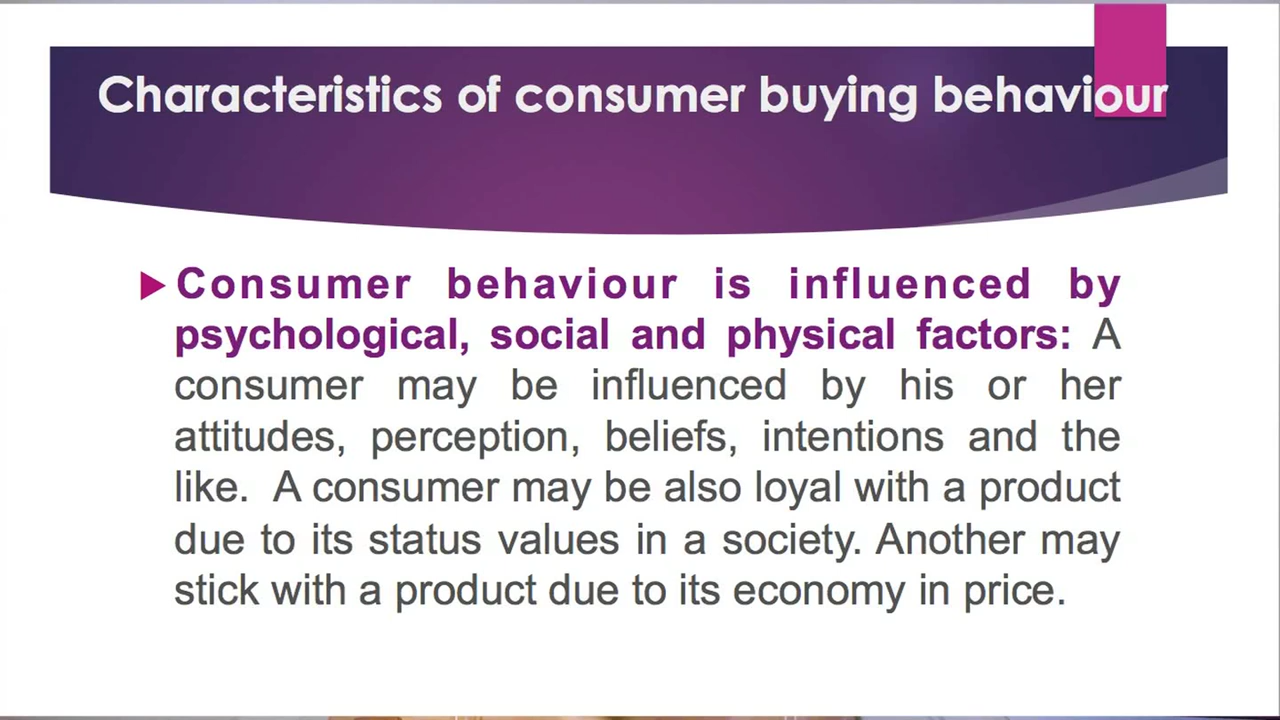 Characteristics of consumer buying behaviour
Consumer behaviour is influenced by
psychological, social and physical factors: A
consumer may be influenced by his or her
attitudes, perception, beliefs, intentions and the
like.  A consumer may be also loyal with a product
due to its status values in a society. Another may
stick with a product due to its economy in price.